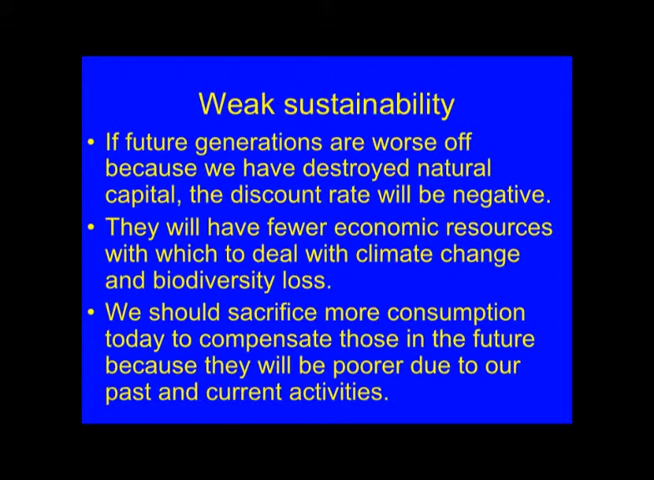 Weak sustainability
• If future generations are worse off
because we have destroyed natural
capital, the discount rate will be negative.
• They will have fewer economic resources
with which to deal with climate change
and biodiversity loss.
• We should sacrifice more consumption
today to compensate those in the future
because they will be poorer due to our
past and current activities.